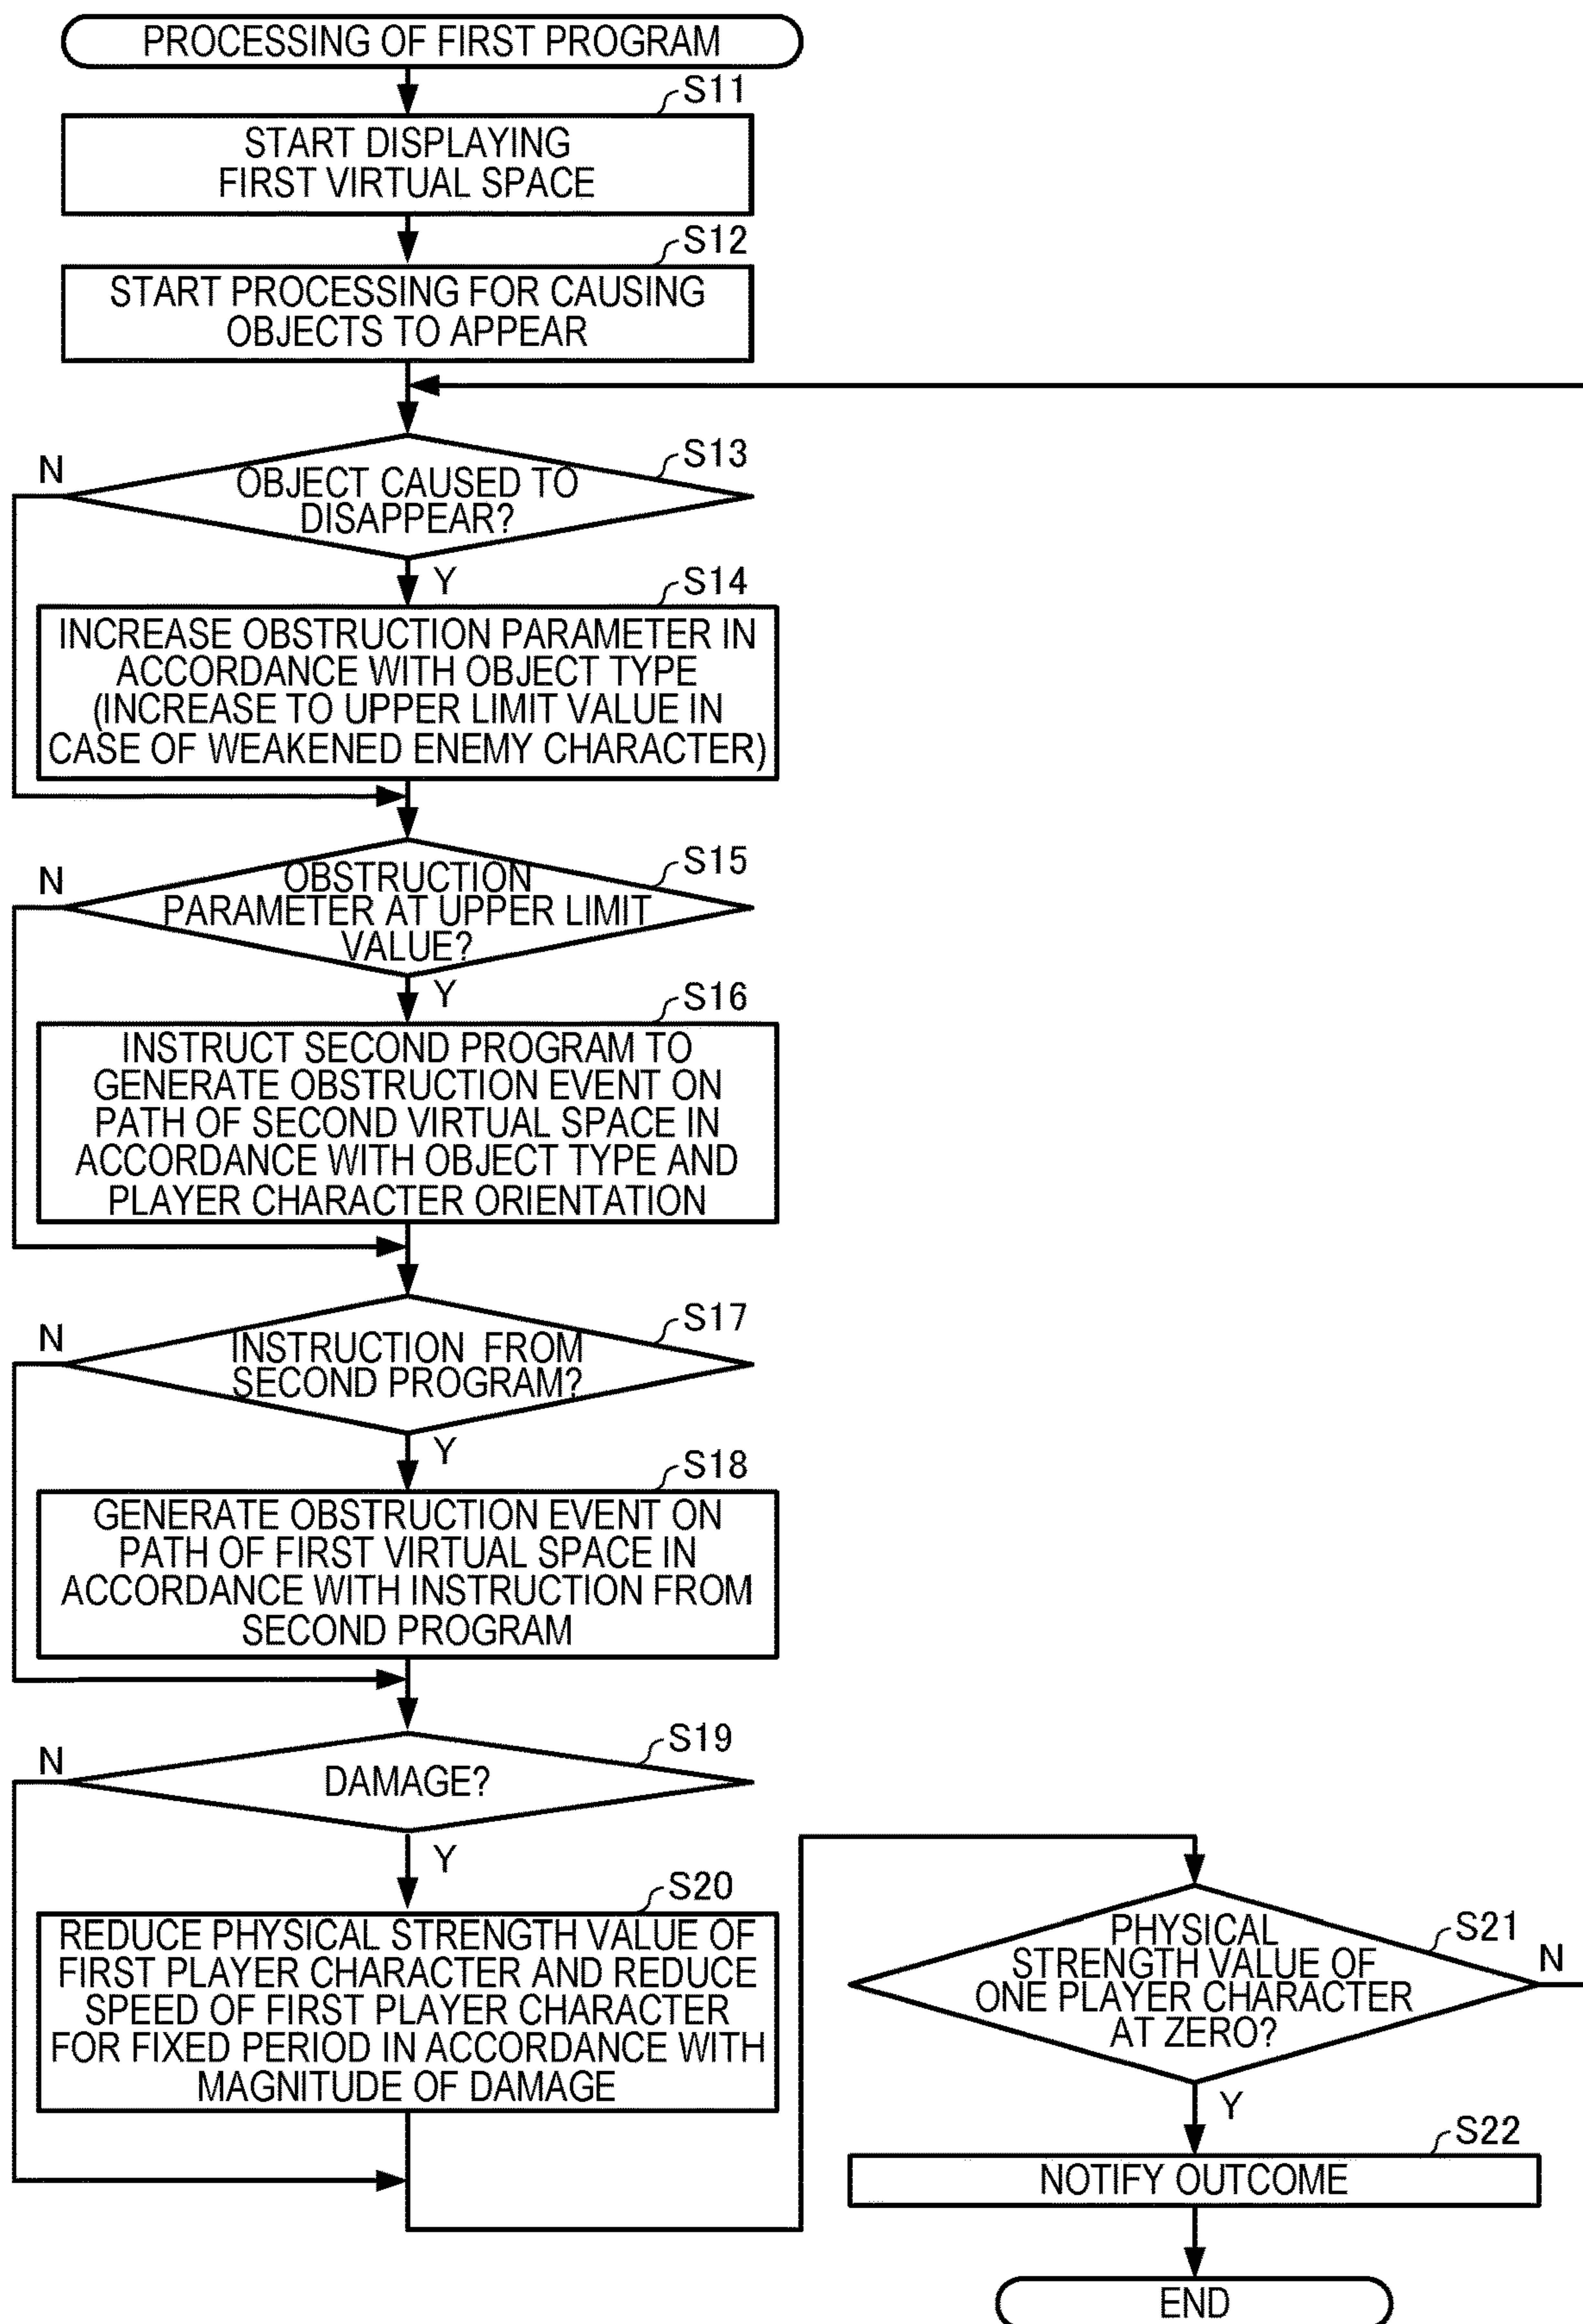 PROCESSING OF FIRST PROGRAM
S11
START DISPLAYING
FIRST VIRTUAL SPACE
S12
START PROCESSING FOR CAUSING
OBJECTS TO APPEAR
S13
N
OBJECT CAUSED TO
DISAPPEAR?
Y
S14
INCREASE OBSTRUCTION PARAMETER IN
ACCORDANCE WITH OBJECT TYPE
(INCREASE TO UPPER LIMIT VALUE IN
CASE OF WEAKENED ENEMY CHARACTER)
S15
N
OBSTRUCTION
PARAMETER AT UPPER LIMIT
VALUE?
Y
S16
INSTRUCT SECOND PROGRAM TO
GENERATE OBSTRUCTION EVENT ON
PATH OF SECOND VIRTUAL SPACE IN
ACCORDANCE WITH OBJECT TYPE AND
PLAYER CHARACTER ORIENTATION
S17
N
INSTRUCTION FROM
SECOND PROGRAM?
Y
S18
GENERATE OBSTRUCTION EVENT ON
PATH OF FIRST VIRTUAL SPACE IN
ACCORDANCE WITH INSTRUCTION FROM
SECOND PROGRAM
S19
N
DAMAGE?
Y
S20
REDUCE PHYSICAL STRENGTH VALUE OF
FIRST PLAYER CHARACTER AND REDUCE
SPEED OF FIRST PLAYER CHARACTER
FOR FIXED PERIOD IN ACCORDANCE WITH
MAGNITUDE OF DAMAGE
S21
N
PHYSICAL
STRENGTH VALUE OF
ONE PLAYER CHARACTER
AT ZERO?
Y
S22
NOTIFY OUTCOME
END